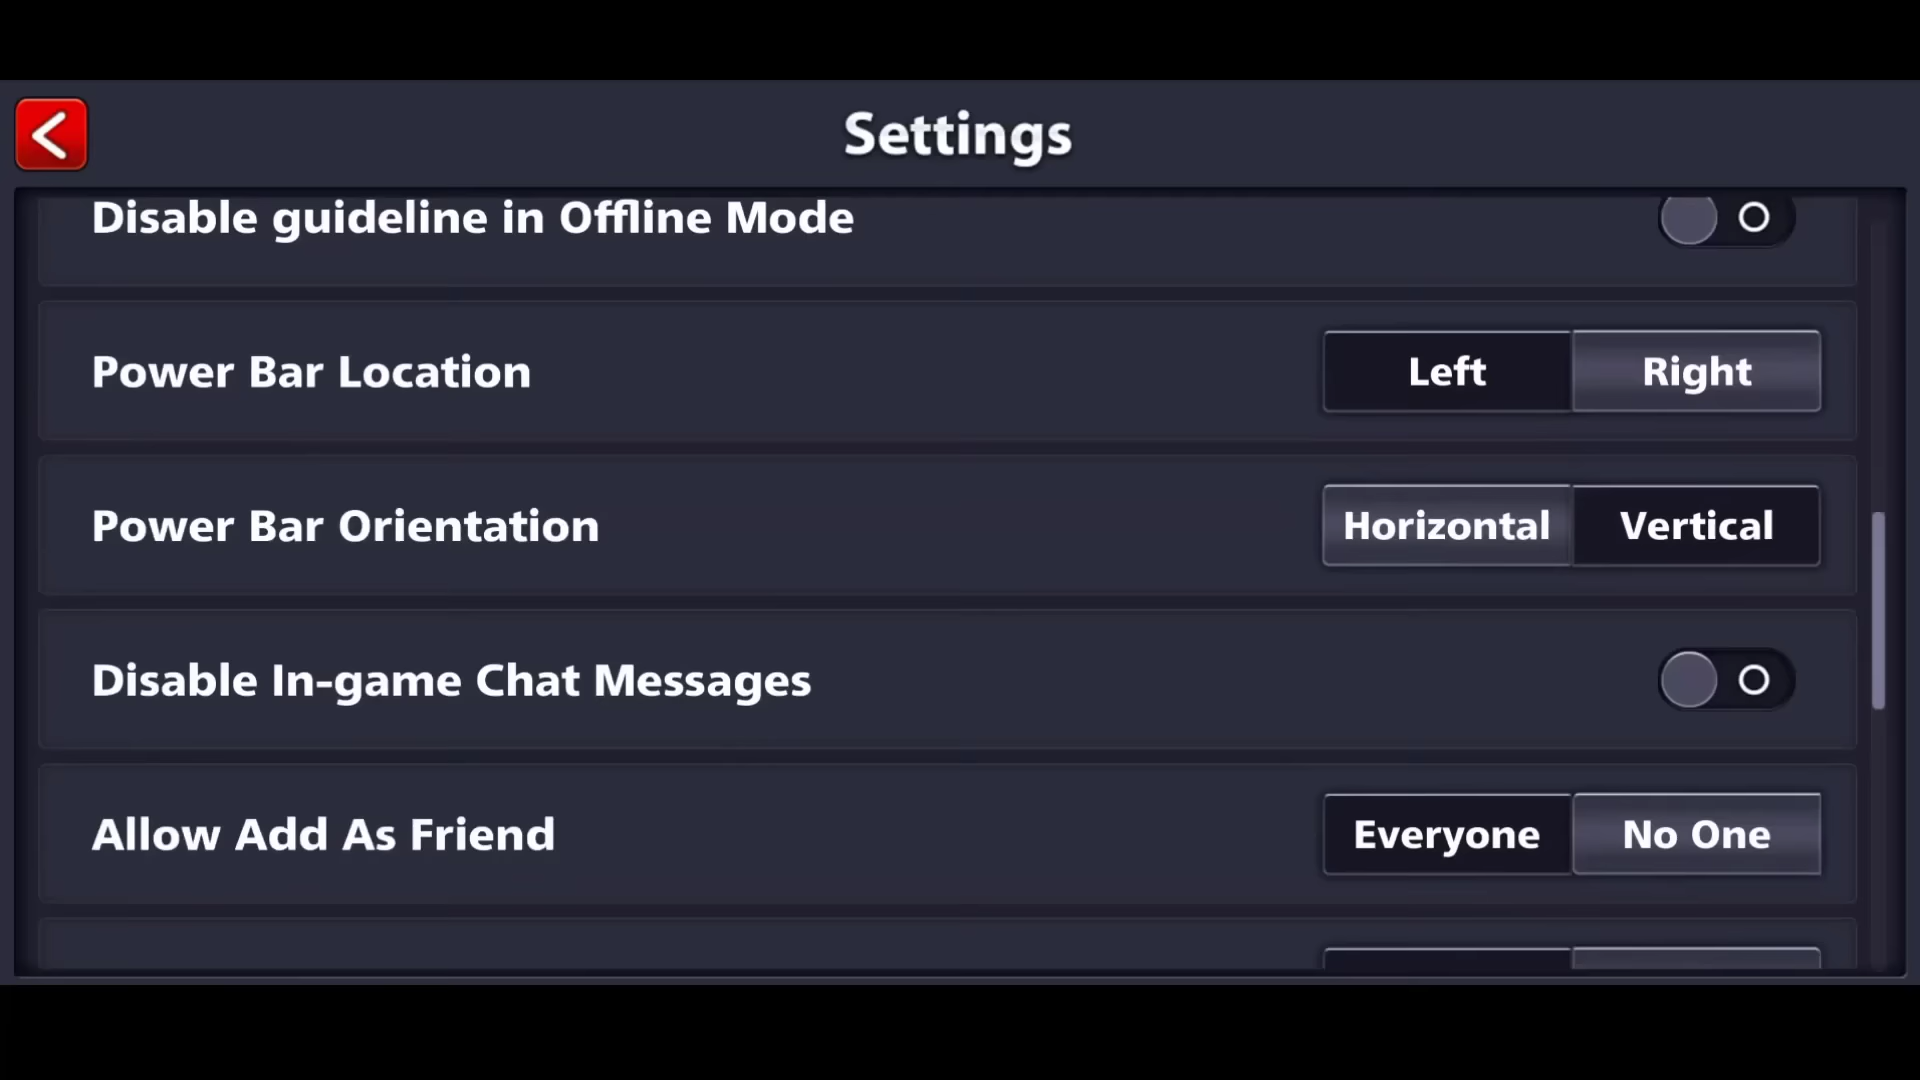 Settings
Disable guideline in Offline Mode
Power Bar Location
Left
Right
Power Bar Orientation
Horizontal
Vertical
Disable In-game Chat Messages
Allow Add As Friend
Everyone
No One